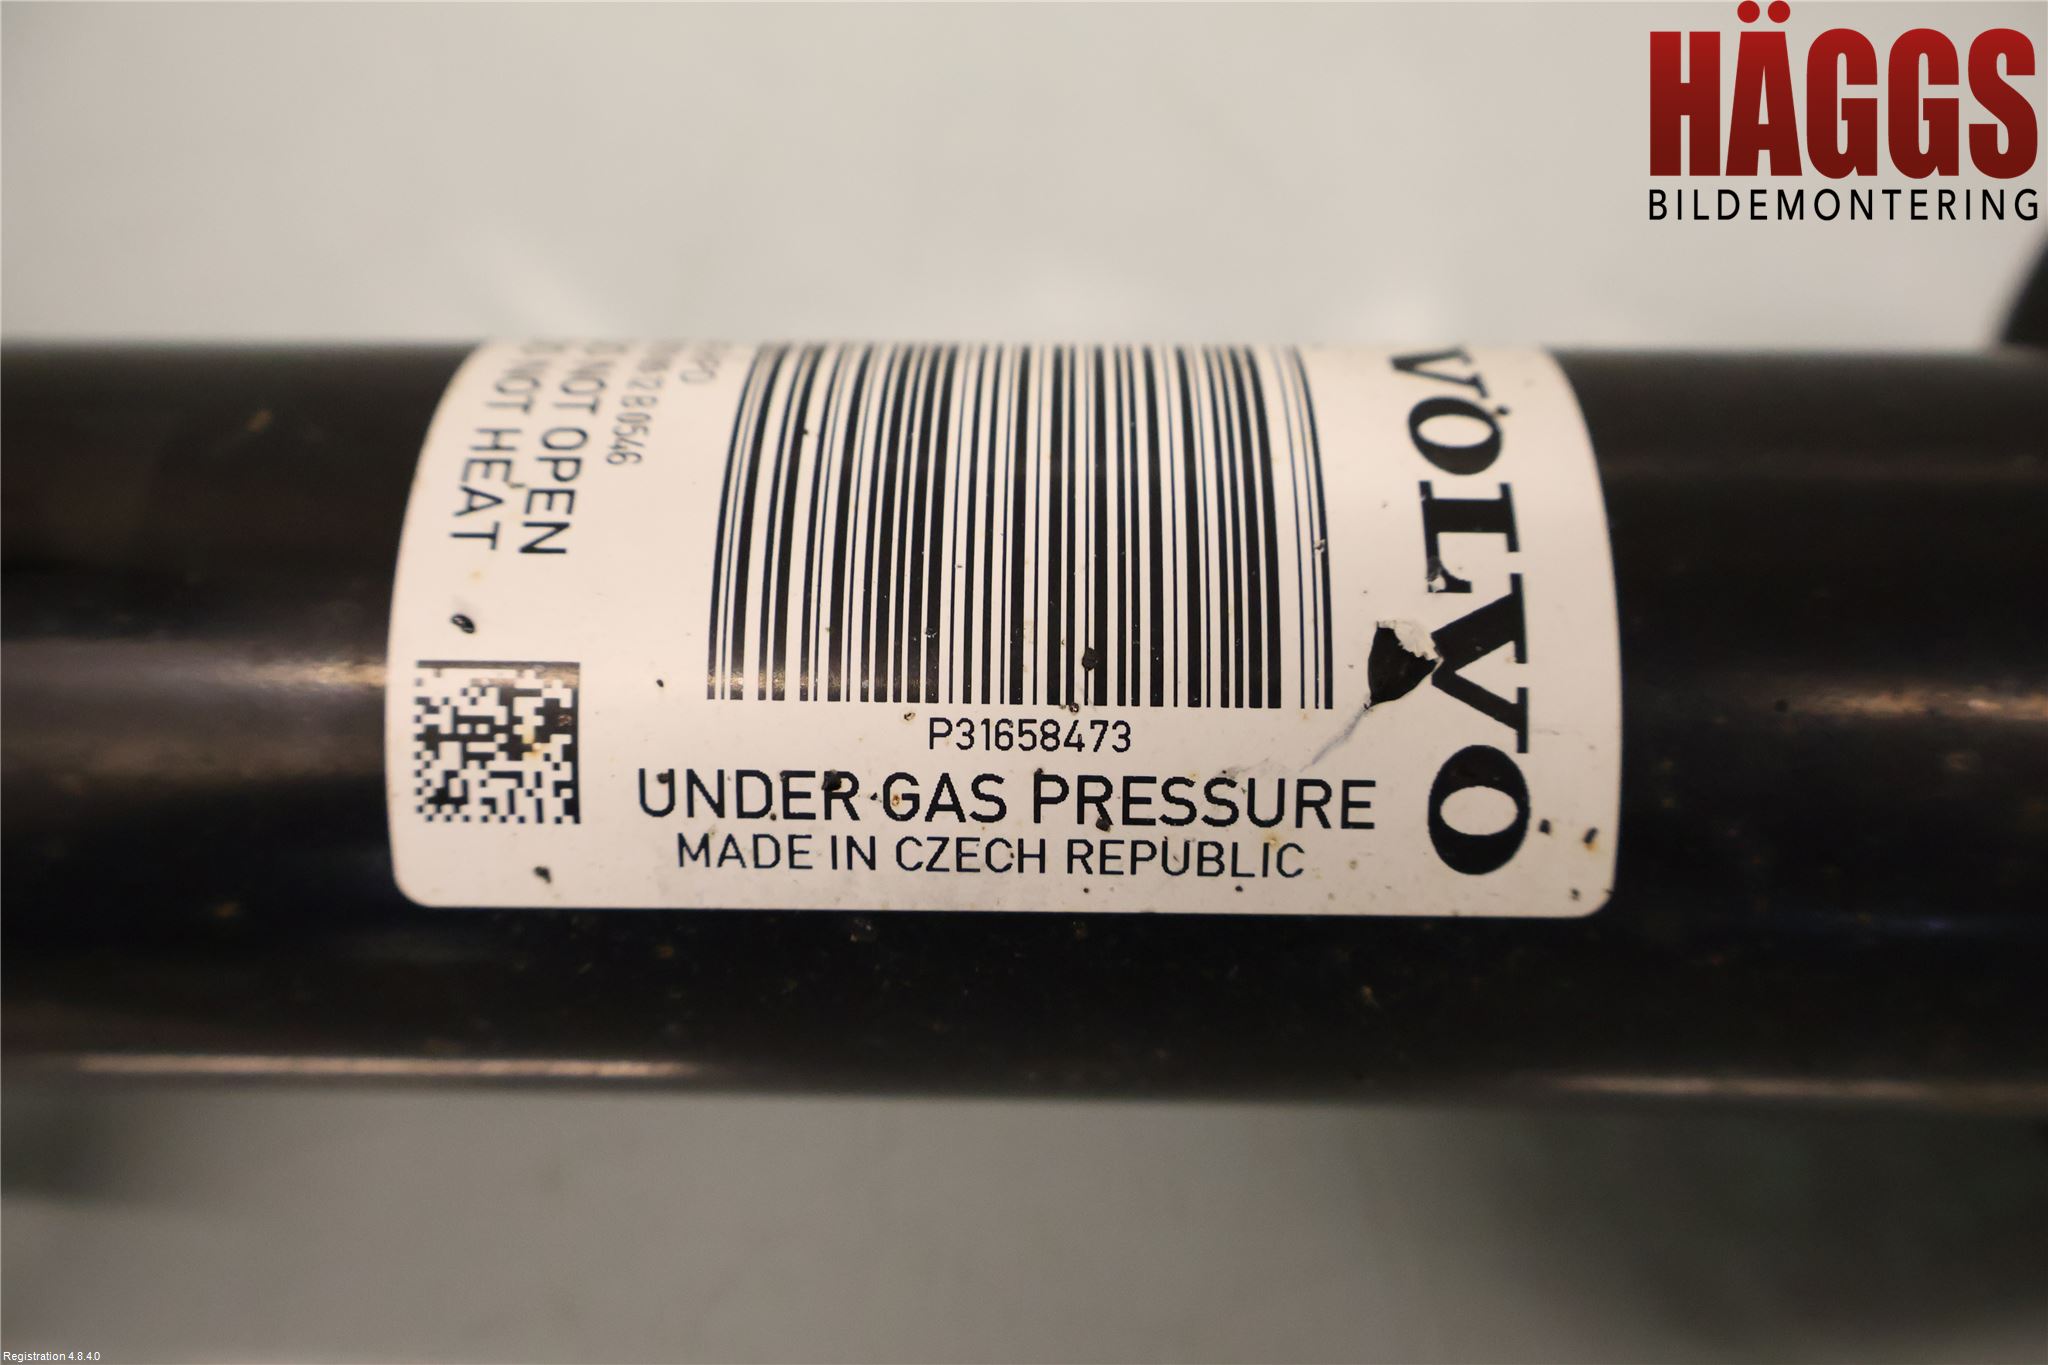 HÄGGS
BILDEMONTERING
VOLVO
P31658473
UNDER GAS PRESSURE
MADE IN CZECH REPUBLIC
NOT OPEN
NOT HEAT
Registration 4.8.4.0